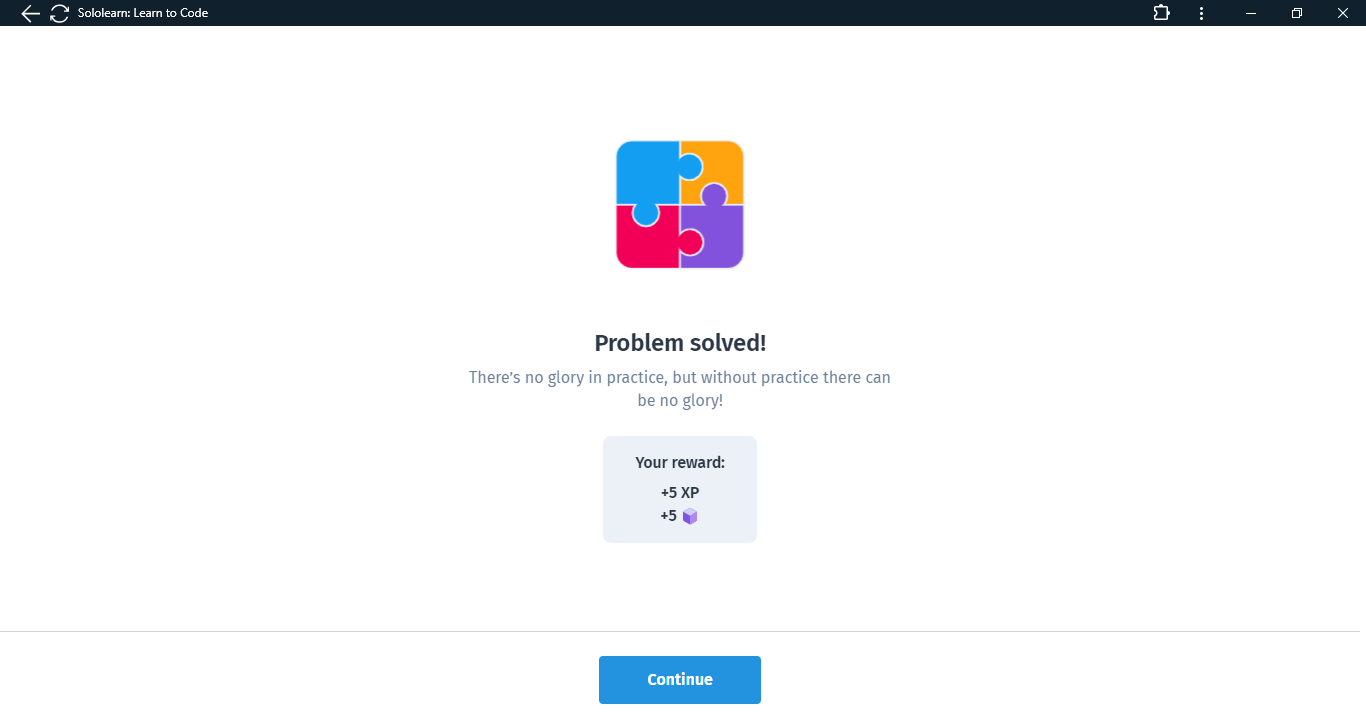 Sololearn: Learn to Code
Problem solved!
There’s no glory in practice, but without practice there can
be no glory!
Your reward:
+5 XP
+5
Continue